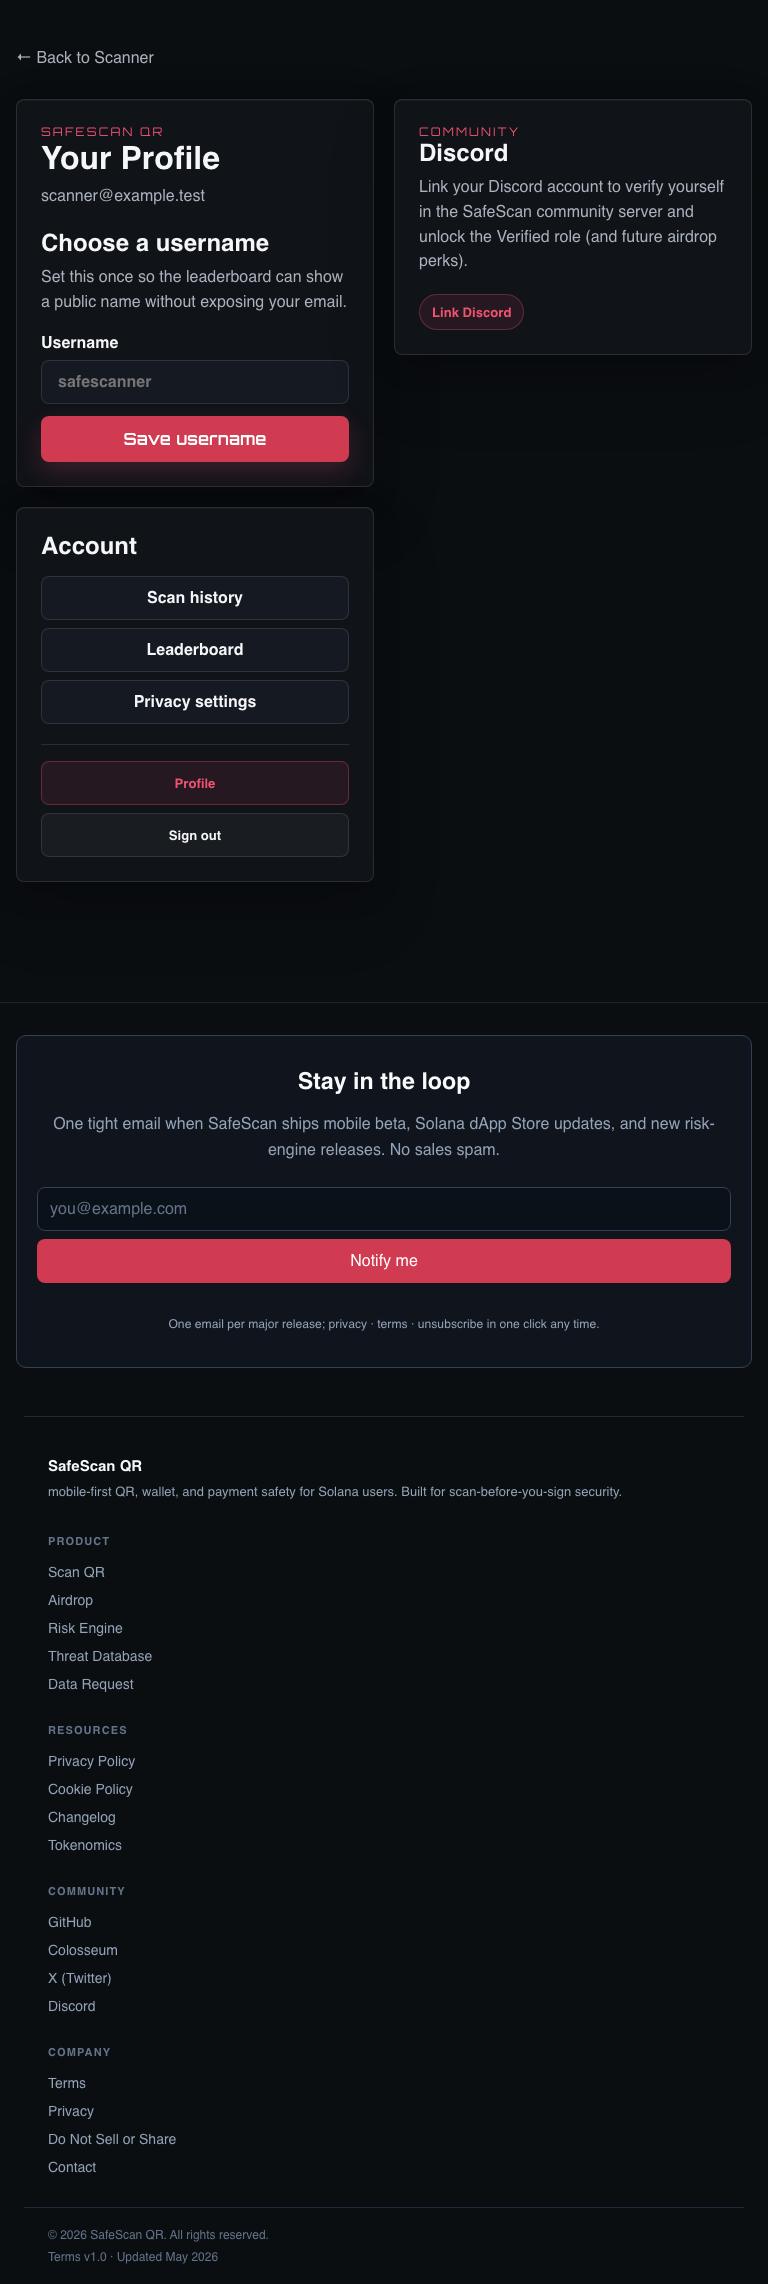 ← Back to Scanner
SAFESCAN QR
Your Profile
scanner@example.test
Choose a username
Set this once so the leaderboard can show
a public name without exposing your email.
Username
safescanner
Save username
COMMUNITY
Discord
Link your Discord account to verify yourself
in the SafeScan community server and
unlock the Verified role (and future airdrop
perks).
Link Discord
Account
Scan history
Leaderboard
Privacy settings
Profile
Sign out
Stay in the loop
One tight email when SafeScan ships mobile beta, Solana dApp Store updates, and new risk-
engine releases. No sales spam.
you@example.com
Notify me
One email per major release; privacy · terms · unsubscribe in one click any time.
SafeScan QR
mobile-first QR, wallet, and payment safety for Solana users. Built for scan-before-you-sign security.
PRODUCT
Scan QR
Airdrop
Risk Engine
Threat Database
Data Request
RESOURCES
Privacy Policy
Cookie Policy
Changelog
Tokenomics
COMMUNITY
GitHub
Colosseum
X (Twitter)
Discord
COMPANY
Terms
Privacy
Do Not Sell or Share
Contact
© 2026 SafeScan QR. All rights reserved.
Terms v1.0 · Updated May 2026